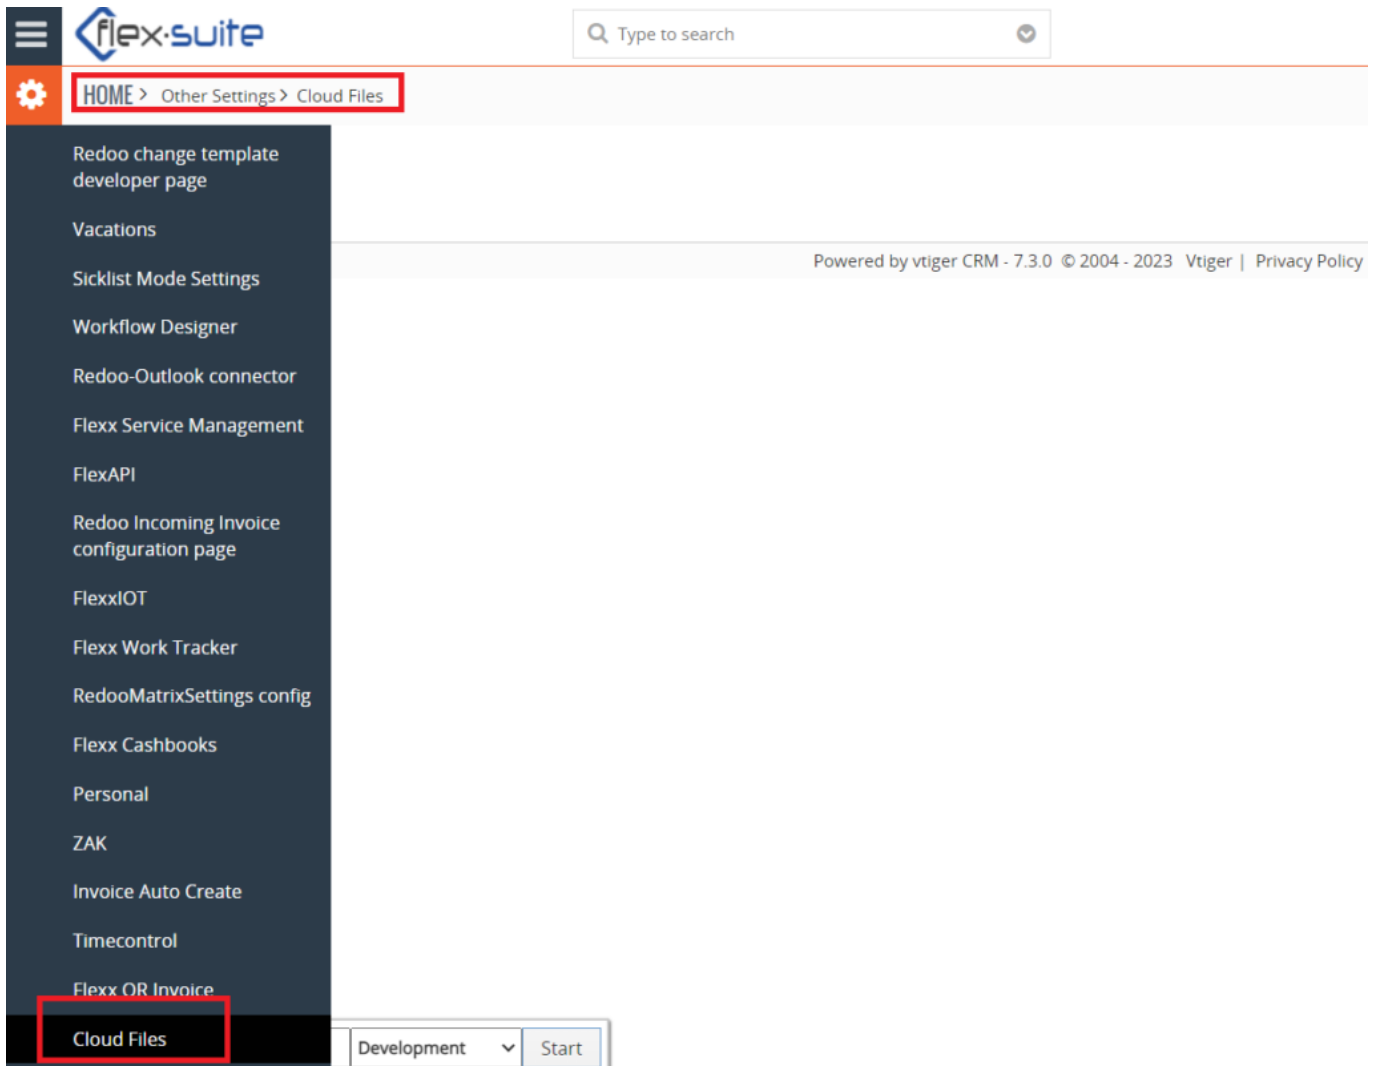 flex·suite
Type to search
HOME > Other Settings > Cloud Files
Redoo change template
developer page
Vacations
Sicklist Mode Settings
Workflow Designer
Redoo-Outlook connector
Flexx Service Management
FlexAPI
Redoo Incoming Invoice
configuration page
FlexxIOT
Flexx Work Tracker
RedooMatrixSettings config
Flexx Cashbooks
Personal
ZAK
Invoice Auto Create
Timecontrol
Flexx QR Invoice
Cloud Files
Powered by vtiger CRM - 7.3.0 © 2004 - 2023 Vtiger | Privacy Policy
Development Start